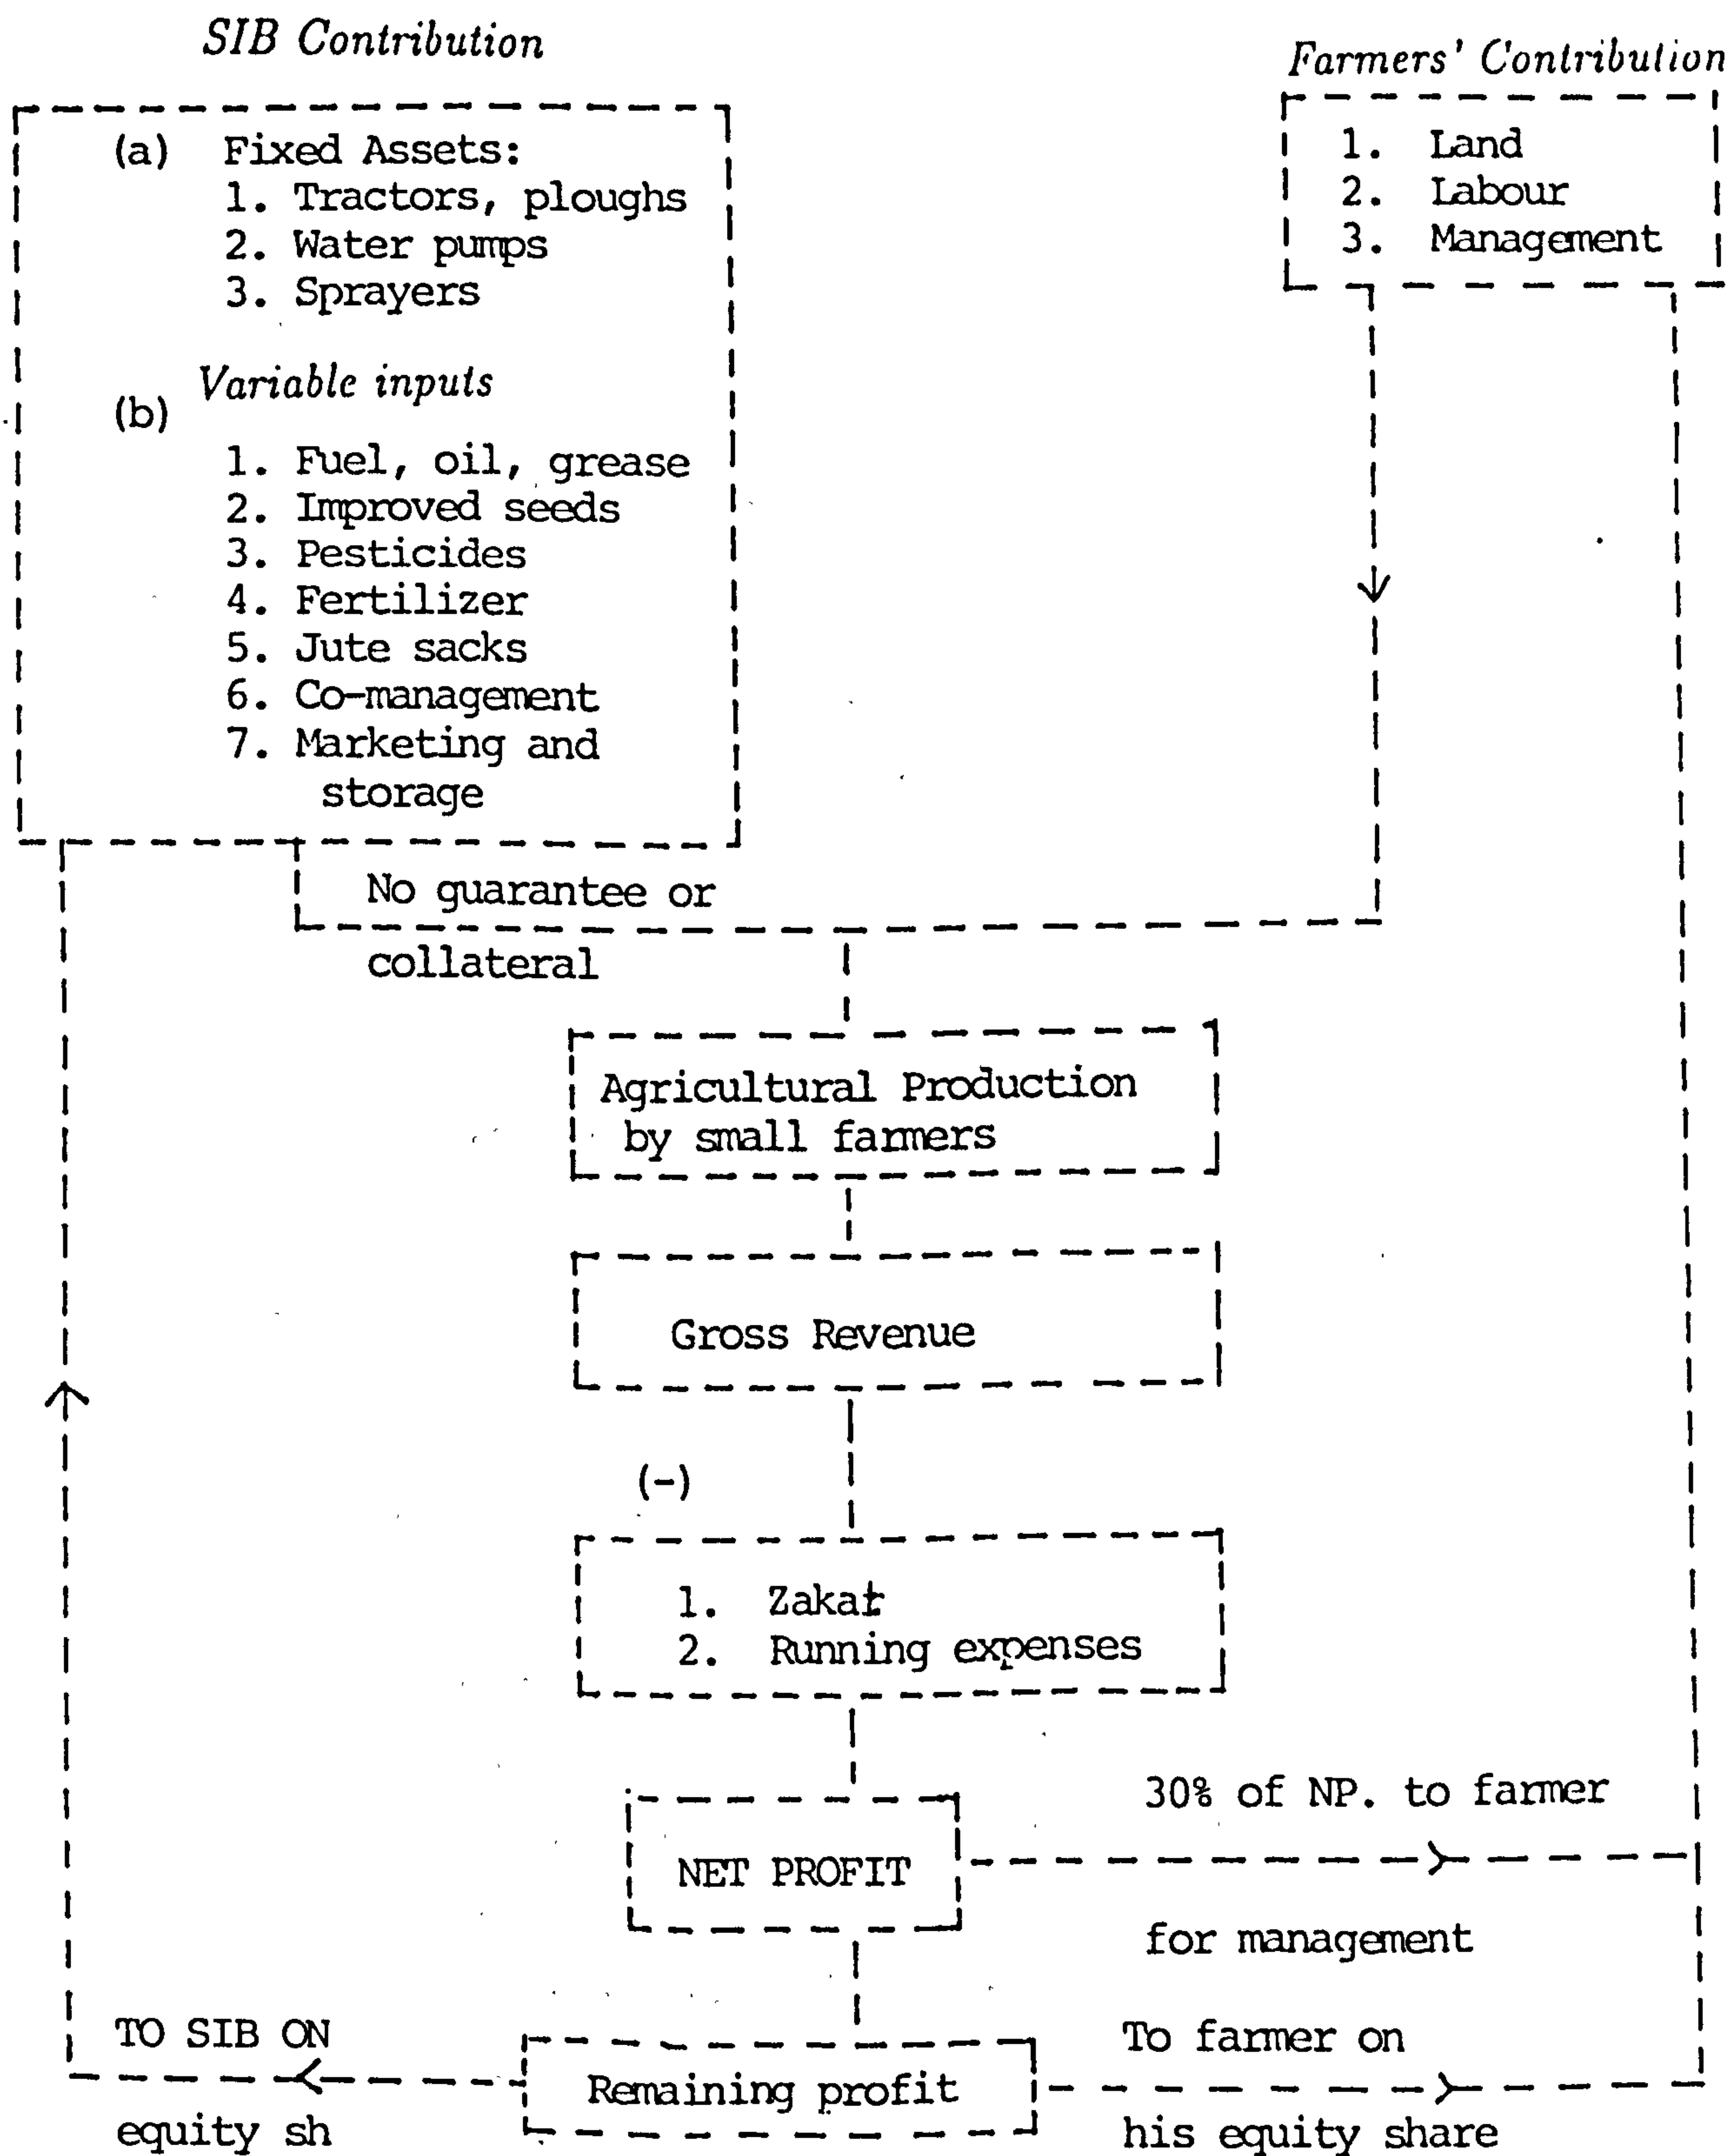 SIB Contribution
Farmers' Contribution
(a) Fixed Assets:
1. Tractors, ploughs
2. Water pumps
3. Sprayers
(b) Variable inputs
1. Fuel, oil, grease
2. Improved seeds
3. Pesticides
4. Fertilizer
5. Jute sacks
6. Co-management
7. Marketing and
storage
1. Land
2. Labour
3. Management
No guarantee or
collateral
Agricultural Production
by small farmers
Gross Revenue
(-)
1. Zakat
2. Running expenses
NET PROFIT
30% of NP. to farmer
for management
TO SIB ON
equity sh
Remaining profit
To farmer on
his equity share